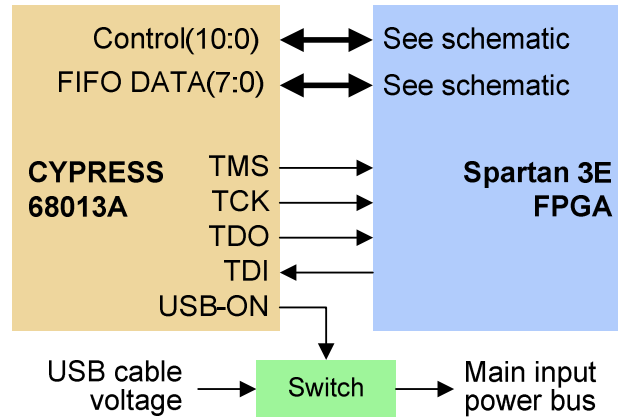 Control(10:0) See schematic
FIFO DATA(7:0) See schematic
CYPRESS
68013A
TMS
TCK
TDO
TDI
USB-ON
Spartan 3E
FPGA
USB cable
voltage
Switch
Main input
power bus